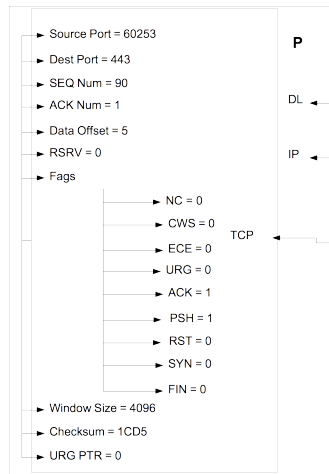 Source Port = 60253
P
Dest Port = 443
SEQ Num = 90
DL
ACK Num = 1
Data Offset = 5
RSRV = 0
IP
Fags
NC = 0
CWS = 0
TCP
ECE = 0
URG = 0
ACK = 1
PSH = 1
RST = 0
SYN = 0
FIN = 0
Window Size = 4096
Checksum = 1CD5
URG PTR = 0